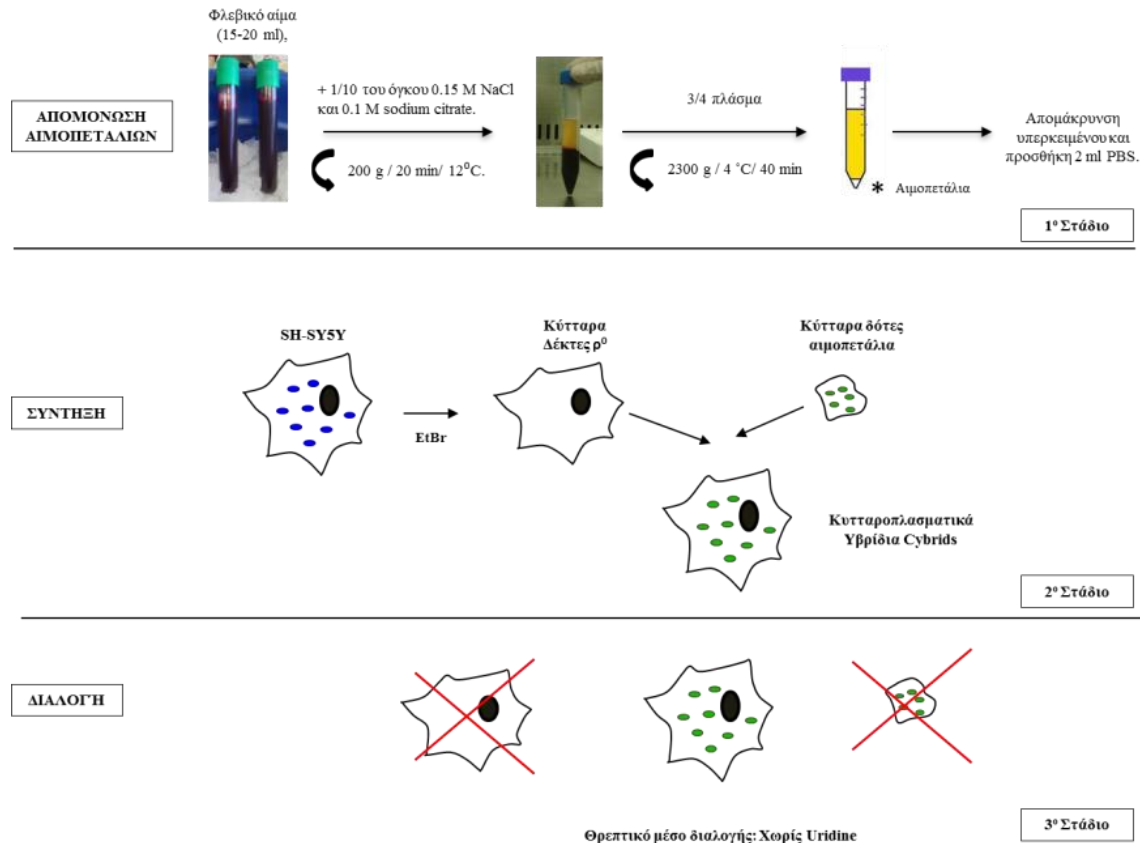 Φλεβικό αίμα
(15-20 ml),
+ 1/10 του όγκου 0.15 M NaCl
και 0.1 M sodium citrate.
3/4 πλάσμα
ΑΠΟΜΟΝΩΣΗ
ΑΙΜΟΠΕΤΑΛΙΩΝ
Απομάκρυνση
υπερκειμένου και
προσθήκη 2 ml PBS.
200 g / 20 min/ 12⁰C.
2300 g / 4 ˚C/ 40 min
* Αιμοπετάλια
1ο Στάδιο
SH-SY5Y
Κύτταρα
Δέκτες ρ⁰
Κύτταρα δότες
αιμοπετάλια
ΣΥΝΤΗΞΗ
EtBr
Κυτταροπλασματικά
Υβρίδια Cybrids
2ο Στάδιο
ΔΙΑΛΟΓΉ
3ο Στάδιο
Θρεπτικό μέσο διαλογής: Χωρίς Uridine